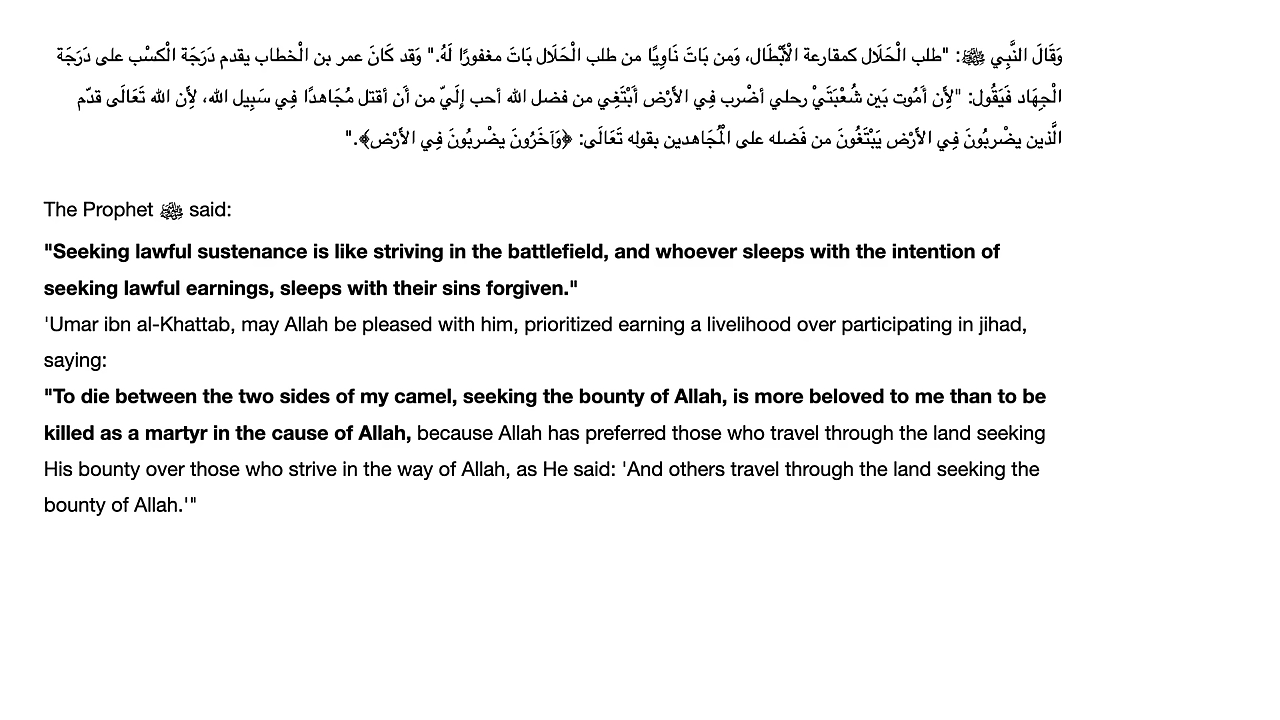 وَقَالَ النَّبِي ﷺ: "طلب الْحَلَال كمقارعة الْأَبْطَال، وَمن بَاتَ نَاوِيًا من طلب الْحَلَال بَاتَ مغفورًا لَهُ." وَقد كَانَ عمر بن الْخطاب يقدم دَرَجَة الْكسْب على دَرَجَة
الْجِهَاد فَيَقُول: "لِأَن أَمُوت بَين شُعْبَتَيْ رحلي أضْرب فِي الأَرْض أَبْتَغِي من فضل الله أحب إِلَيّ من أَن أقتل مُجَاهدًا فِي سَبِيل الله، لِأَن الله تَعَالَى قدّم
الَّذين يضْربُونَ فِي الأَرْض يَبْتَغُونَ من فَضله على الْمُجَاهدين بقوله تَعَالَى: ﴿وَآخَرُونَ يضْربُونَ فِي الأَرْض﴾."
The Prophet ﷺ said:
"Seeking lawful sustenance is like striving in the battlefield, and whoever sleeps with the intention of
seeking lawful earnings, sleeps with their sins forgiven."
'Umar ibn al-Khattab, may Allah be pleased with him, prioritized earning a livelihood over participating in jihad,
saying:
"To die between the two sides of my camel, seeking the bounty of Allah, is more beloved to me than to be
killed as a martyr in the cause of Allah, because Allah has preferred those who travel through the land seeking
His bounty over those who strive in the way of Allah, as He said: 'And others travel through the land seeking the
bounty of Allah.'"